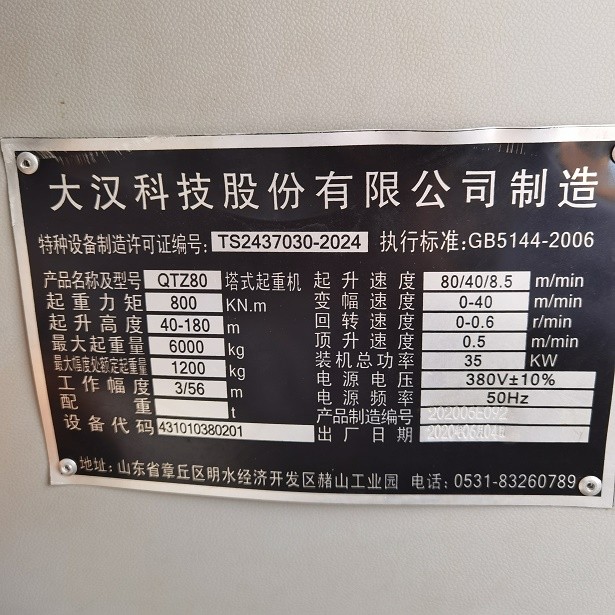 大汉科技股份有限公司制造
特种设备制造许可证编号: TS2437030-2024 执行标准:GB5144-2006
产品名称及型号 QTZ80 塔式起重机 起升速度 80/40/8.5 m/min
起重力矩 800 KN.m 变幅速度 0-40 m/min
起升高度 40-180 m 回转速度 0-0.6 r/min
最大起重量 6000 kg 顶升速度 0.5 m/min
最大幅度处额定起重量 1200 kg 装机总功率 35 KW
工作幅度 3/56 m 电源电压 380V±10%
配重 t 电源频率 50Hz
设备代码 431010380201 产品制造编号
出厂日期
地址: 山东省章丘区明水经济开发区赭山工业园 电话: 0531-83260789